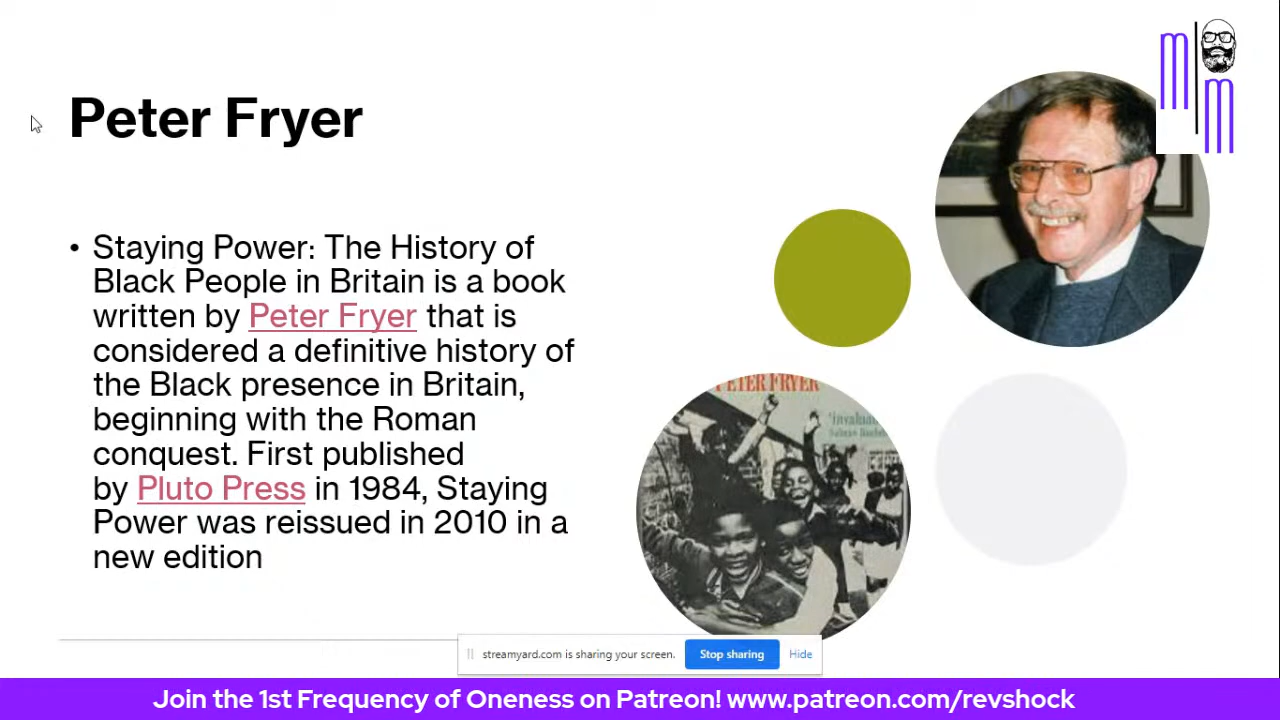 Peter Fryer
• Staying Power: The History of
Black People in Britain is a book
written by Peter Fryer that is
considered a definitive history of
the Black presence in Britain,
beginning with the Roman
conquest. First published
by Pluto Press in 1984, Staying
Power was reissued in 2010 in a
new edition
m
m
PETER FRYER
streamyard.com is sharing your screen.
Stop sharing
Hide
Join the 1st Frequency of Oneness on Patreon! www.patreon.com/revshock